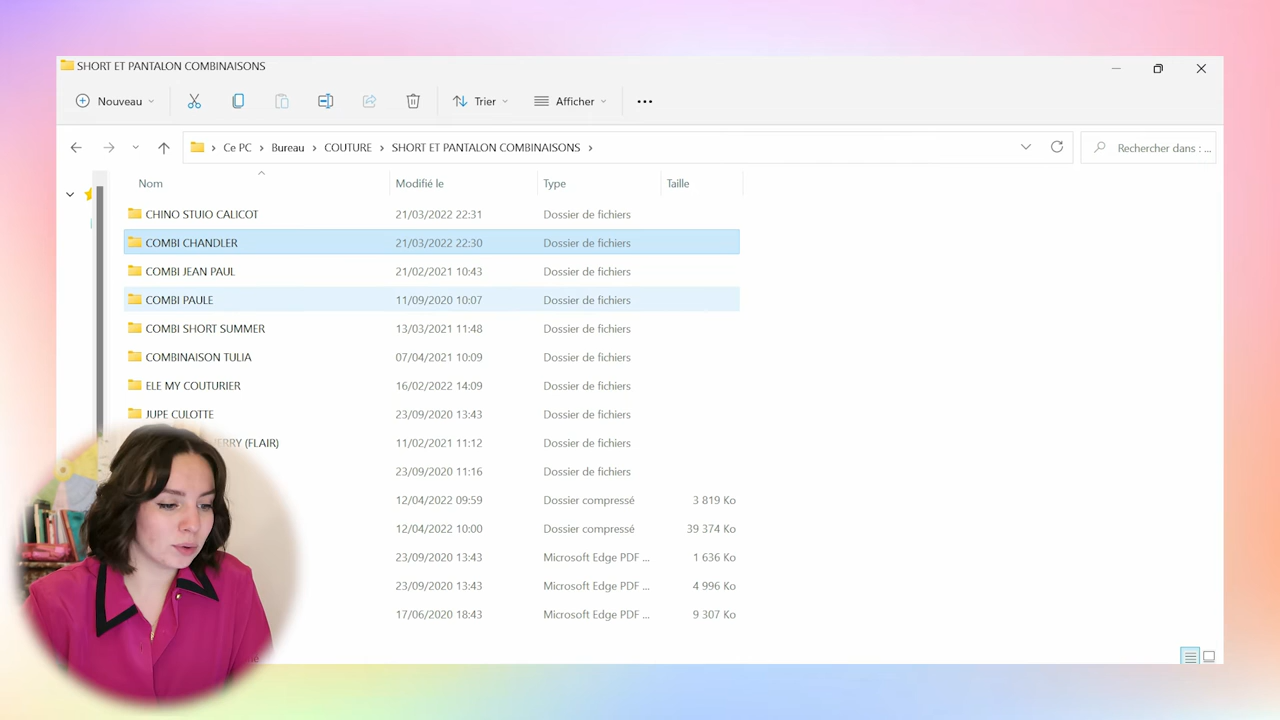 SHORT ET PANTALON COMBINAISONS
Nouveau
Trier
Afficher
Ce PC > Bureau > COUTURE > SHORT ET PANTALON COMBINAISONS >
Rechercher dans : ...
Nom Modifié le Type Taille
CHINO STUIO CALICOT 21/03/2022 22:31 Dossier de fichiers
COMBI CHANDLER 21/03/2022 22:30 Dossier de fichiers
COMBI JEAN PAUL 21/02/2021 10:43 Dossier de fichiers
COMBI PAULE 11/09/2020 10:07 Dossier de fichiers
COMBI SHORT SUMMER 13/03/2021 11:48 Dossier de fichiers
COMBINAISON TULIA 07/04/2021 10:09 Dossier de fichiers
ELE MY COUTURIER 16/02/2022 14:09 Dossier de fichiers
JUPE CULOTTE 23/09/2020 13:43 Dossier de fichiers
(FLAIR) 11/02/2021 11:12 Dossier de fichiers
23/09/2020 11:16 Dossier de fichiers
12/04/2022 09:59 Dossier compressé 3 819 Ko
12/04/2022 10:00 Dossier compressé 39 374 Ko
23/09/2020 13:43 Microsoft Edge PDF ... 1 636 Ko
23/09/2020 13:43 Microsoft Edge PDF ... 4 996 Ko
17/06/2020 18:43 Microsoft Edge PDF ... 9 307 Ko